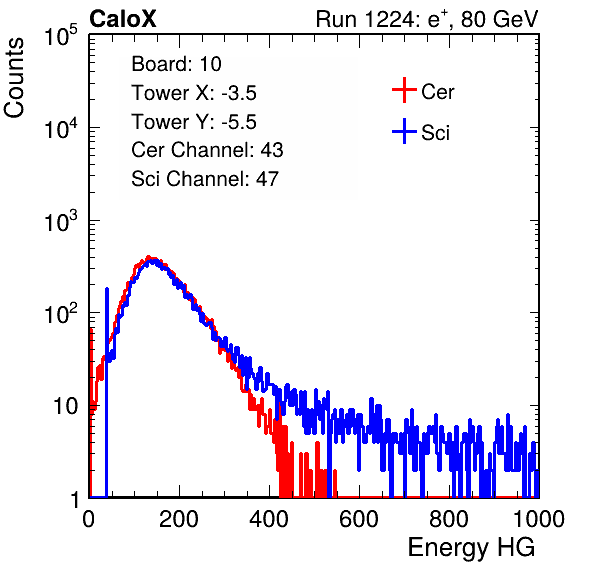 CaloX Run 1224: e⁺, 80 GeV
Counts
Board: 10
Tower X: -3.5
Tower Y: -5.5
Cer Channel: 43
Sci Channel: 47
Cer
Sci
10⁵
10⁴
10³
10²
10
1
0 200 400 600 800 1000
Energy HG